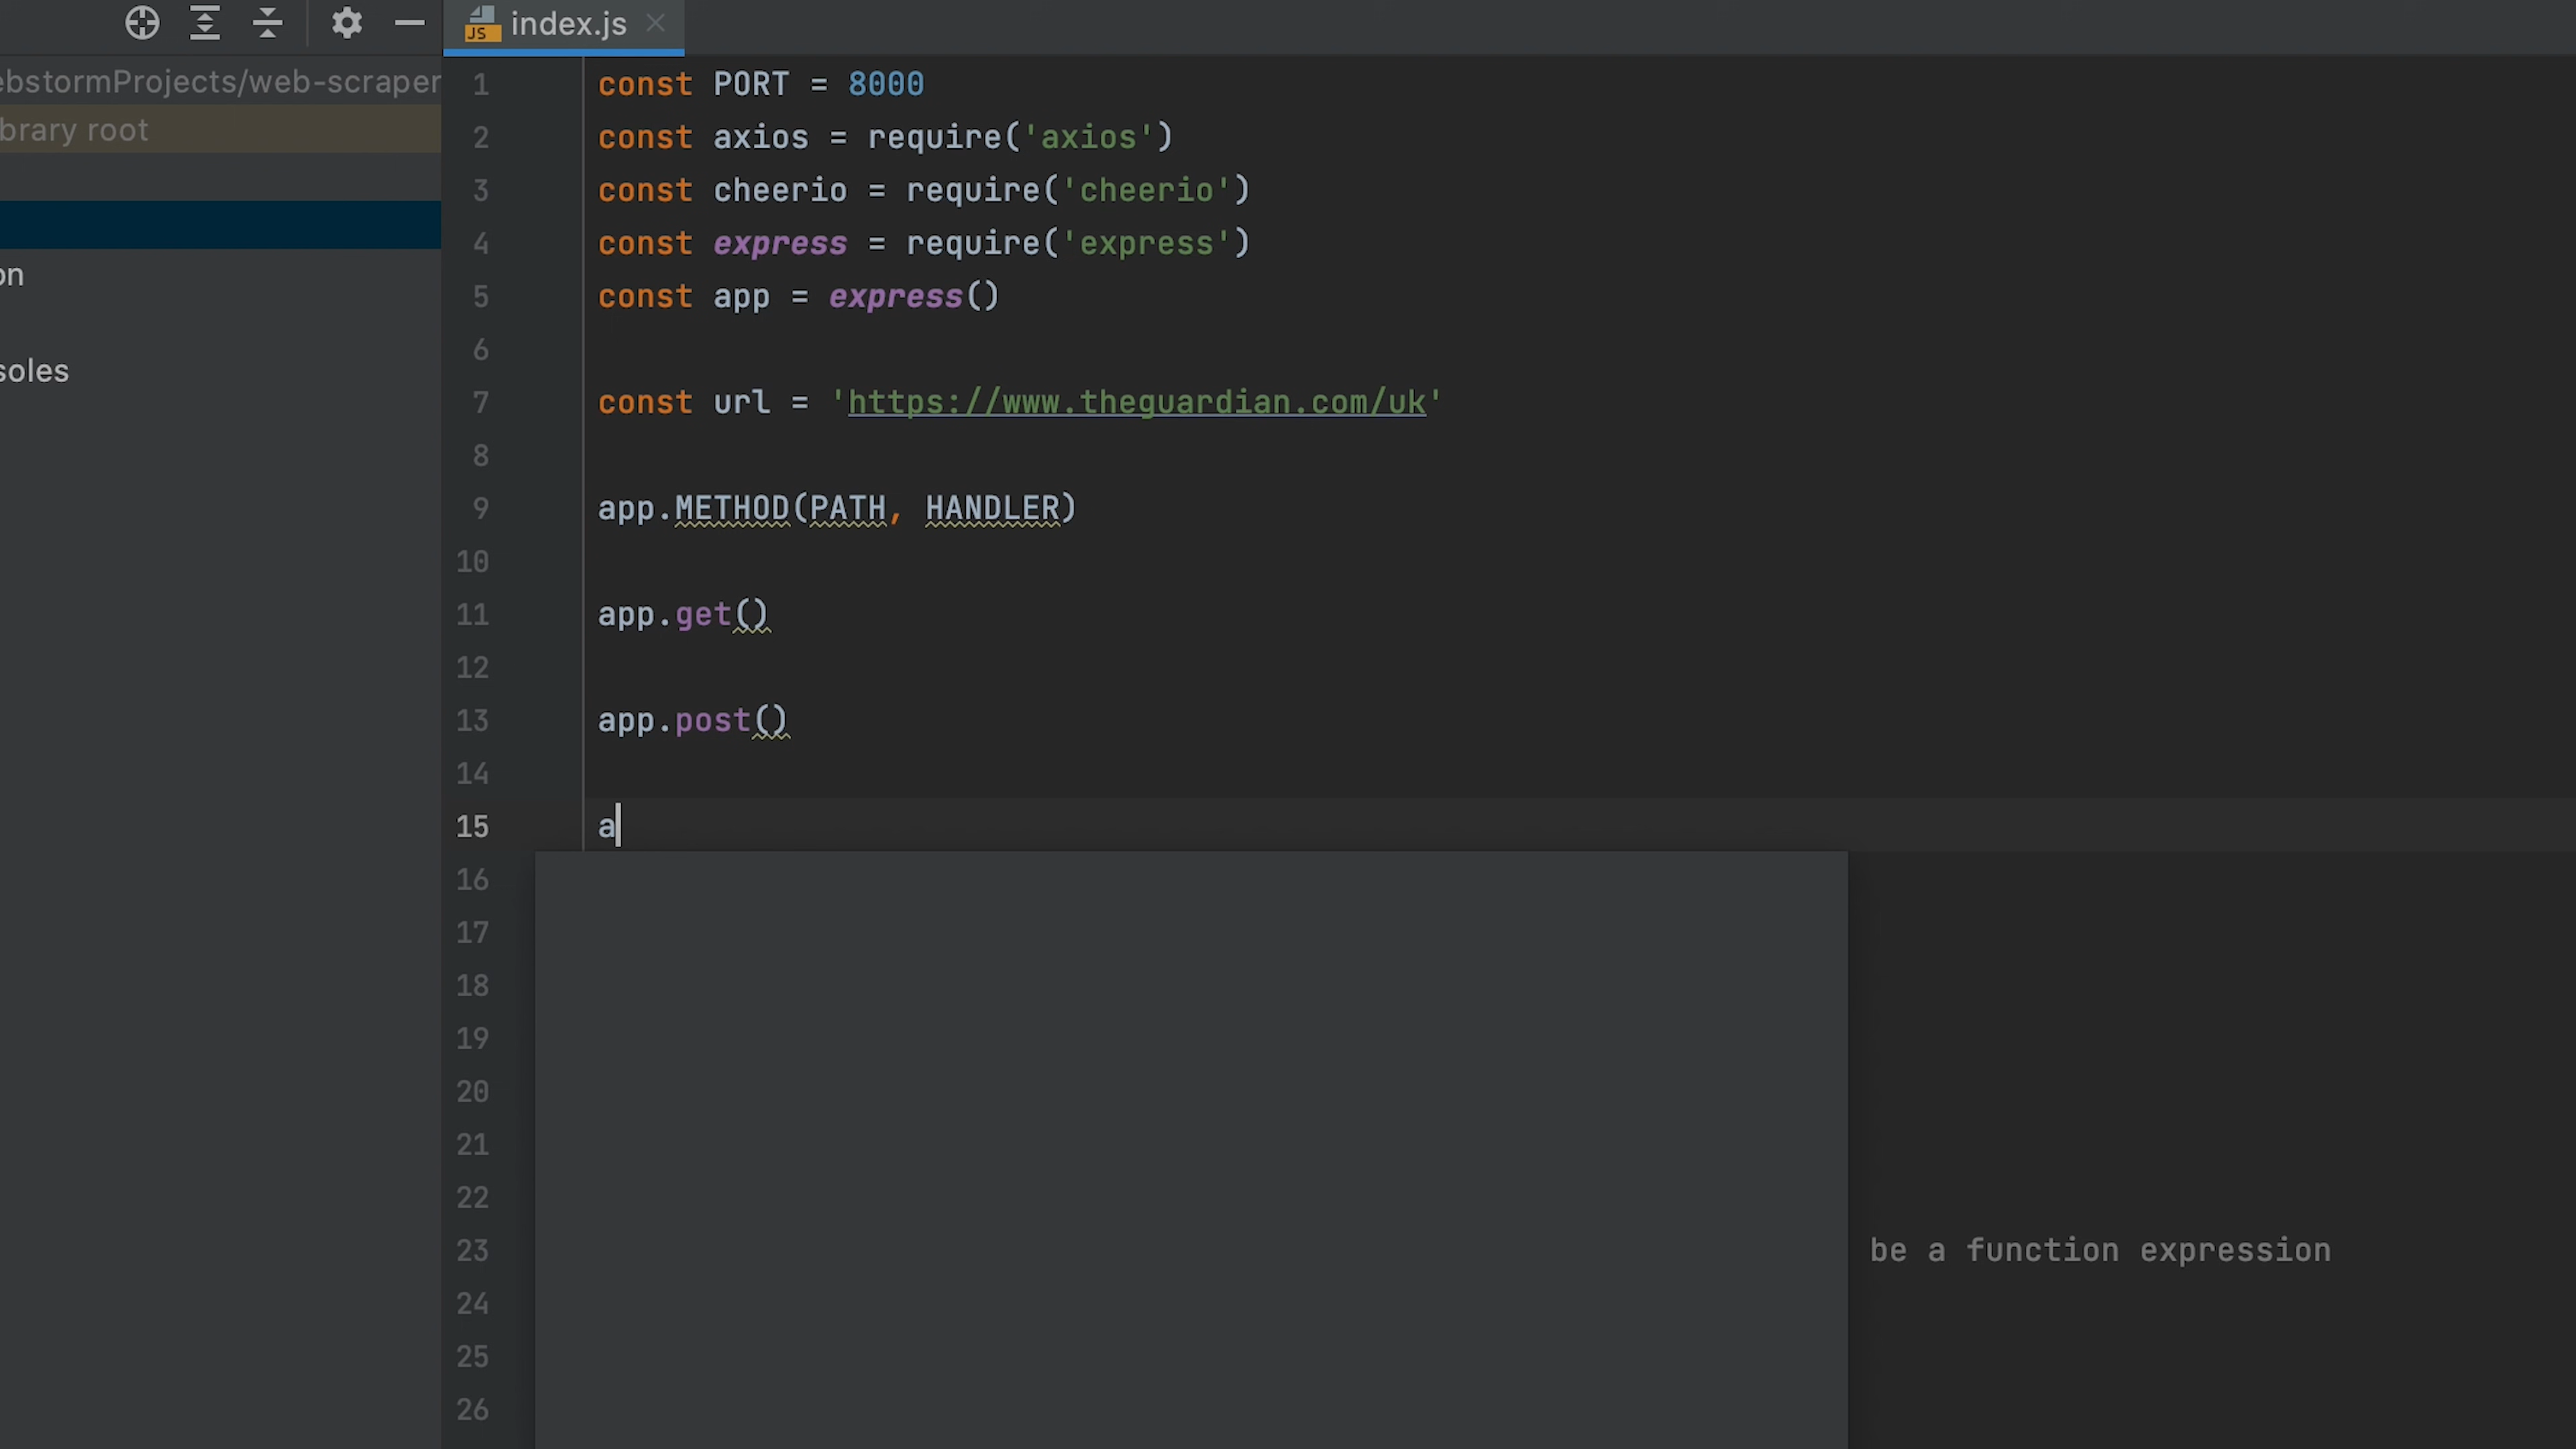 index.js
ebstormProjects/web-scraper
brary root
on
soles
JS
1 const PORT = 8000
2 const axios = require('axios')
3 const cheerio = require('cheerio')
4 const express = require('express')
5 const app = express()
6
7 const url = 'https://www.theguardian.com/uk'
8
9 app.METHOD(PATH, HANDLER)
10
11 app.get()
12
13 app.post()
14
15 a
16
17
18
19
20
21
22
23 be a function expression
24
25
26